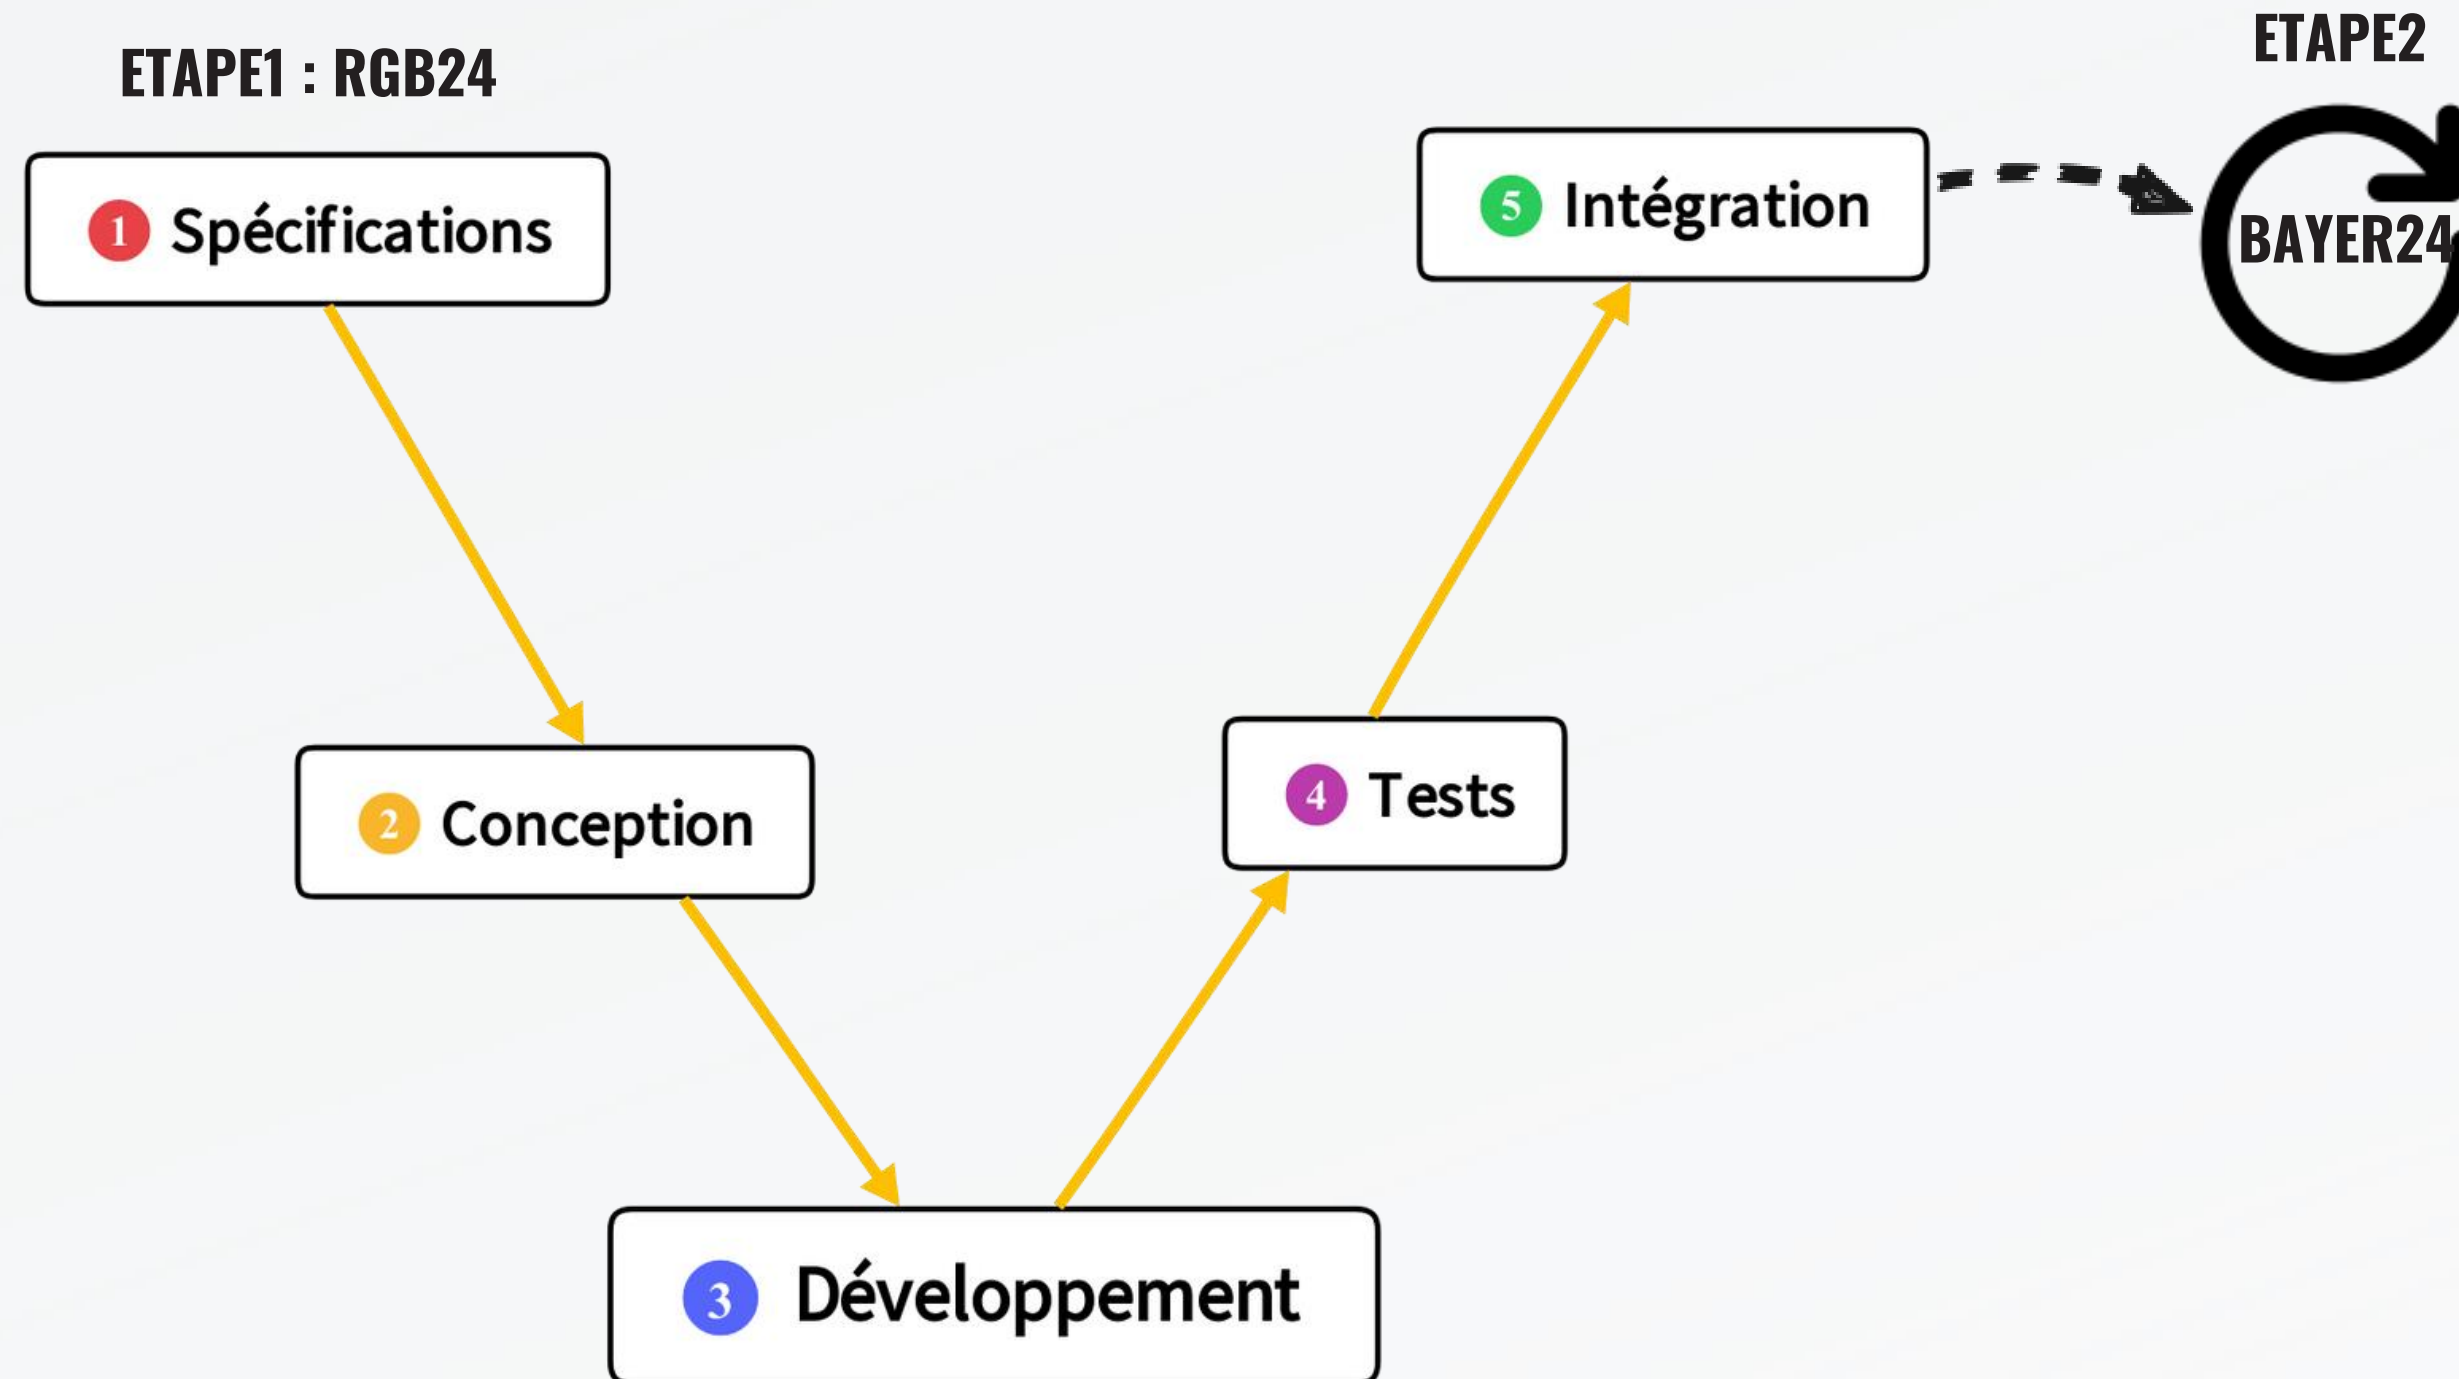 ETAPE1 : RGB24
ETAPE2
1 Spécifications
5 Intégration
BAYER24
2 Conception
4 Tests
3 Développement